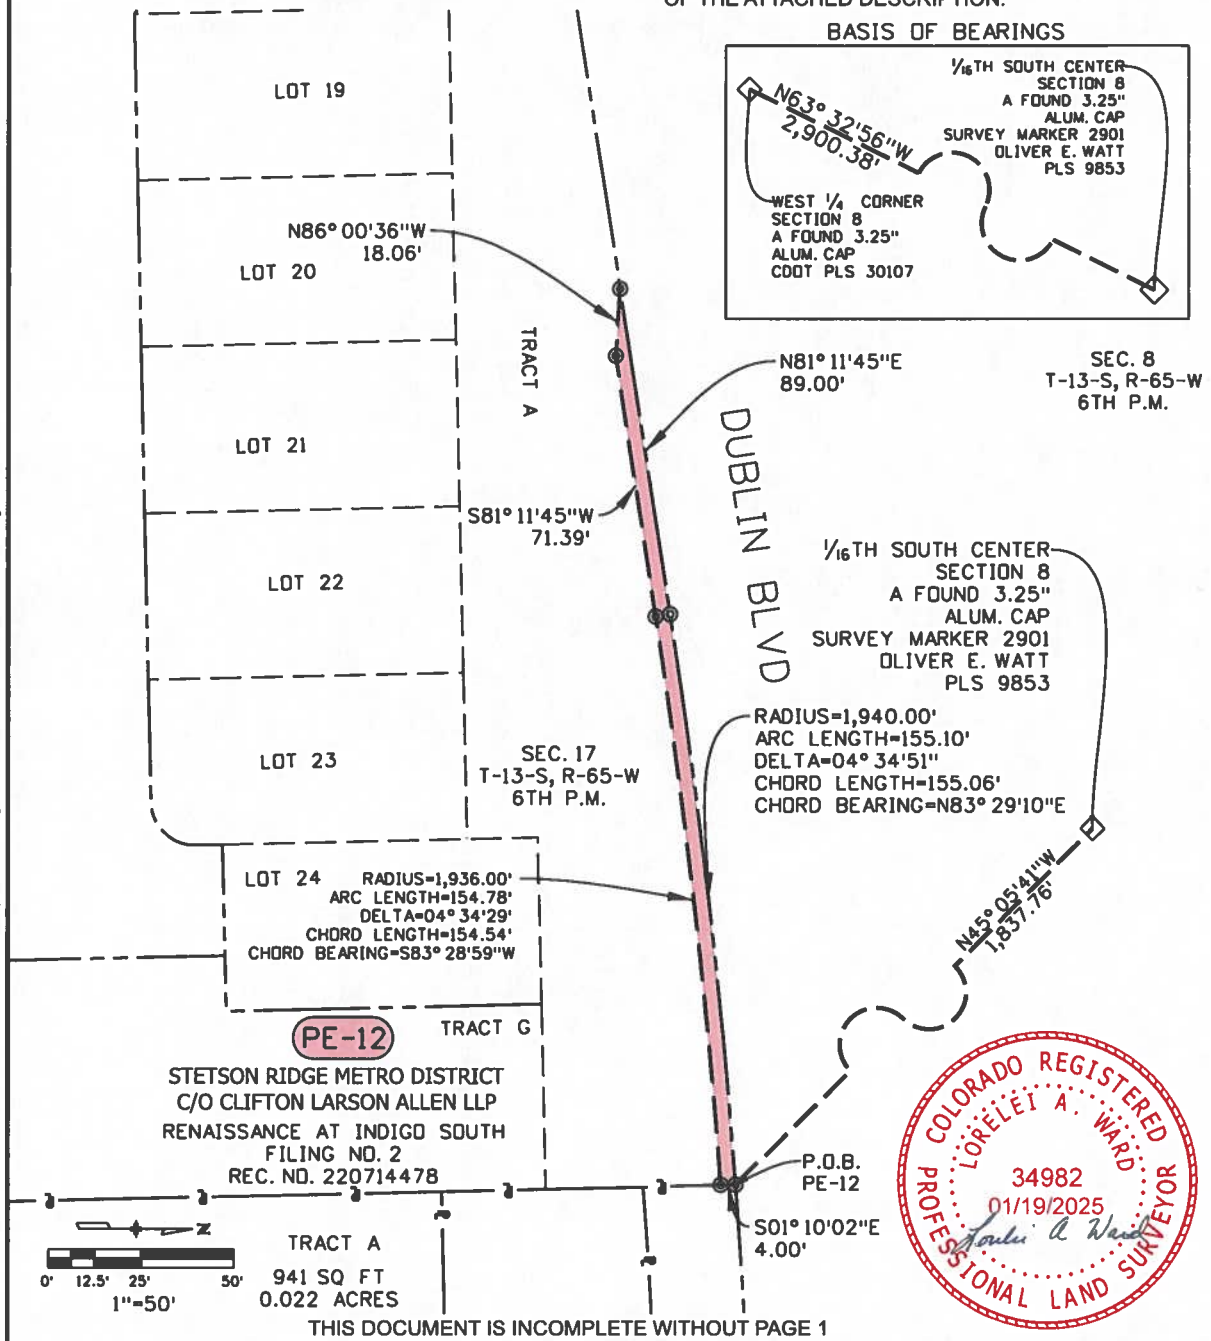 OF THE ATTACHED DESCRIPTION.
BASIS OF BEARINGS
1/16TH SOUTH CENTER
SECTION 8
A FOUND 3.25"
ALUM. CAP
SURVEY MARKER 2901
OLIVER E. WATT
PLS 9853
N63°32'56"W
2,900.38'
WEST 1/4 CORNER
SECTION 8
A FOUND 3.25"
ALUM. CAP
CDOT PLS 30107
LOT 19
N86°00'36"W
18.06'
LOT 20
TRACT A
N81°11'45"E
89.00'
SEC. 8
T-13-S, R-65-W
6TH P.M.
LOT 21
DUBLIN BLVD
S81°11'45"W
71.39'
LOT 22
1/16TH SOUTH CENTER
SECTION 8
A FOUND 3.25"
ALUM. CAP
SURVEY MARKER 2901
OLIVER E. WATT
PLS 9853
LOT 23
SEC. 17
T-13-S, R-65-W
6TH P.M.
RADIUS=1,940.00'
ARC LENGTH=155.10'
DELTA=04°34'51"
CHORD LENGTH=155.06'
CHORD BEARING=N83°29'10"E
LOT 24
RADIUS=1,936.00'
ARC LENGTH=154.78'
DELTA=04°34'29'
CHORD LENGTH=154.54'
CHORD BEARING=S83°28'59"W
N45°05'41"W
1,837.76'
PE-12
TRACT G
STETSON RIDGE METRO DISTRICT
C/O CLIFTON LARSON ALLEN LLP
RENAISSANCE AT INDIGO SOUTH
FILING NO. 2
REC. NO. 220714478
P.O.B.
PE-12
S01°10'02"E
4.00'
COLORADO REGISTERED
LORELEI A. WARD
34982
01/19/2025
Lorelei A Ward
PROFESSIONAL LAND SURVEYOR
N
0' 12.5' 25' 50'
1"=50'
TRACT A
941 SQ FT
0.022 ACRES
THIS DOCUMENT IS INCOMPLETE WITHOUT PAGE 1